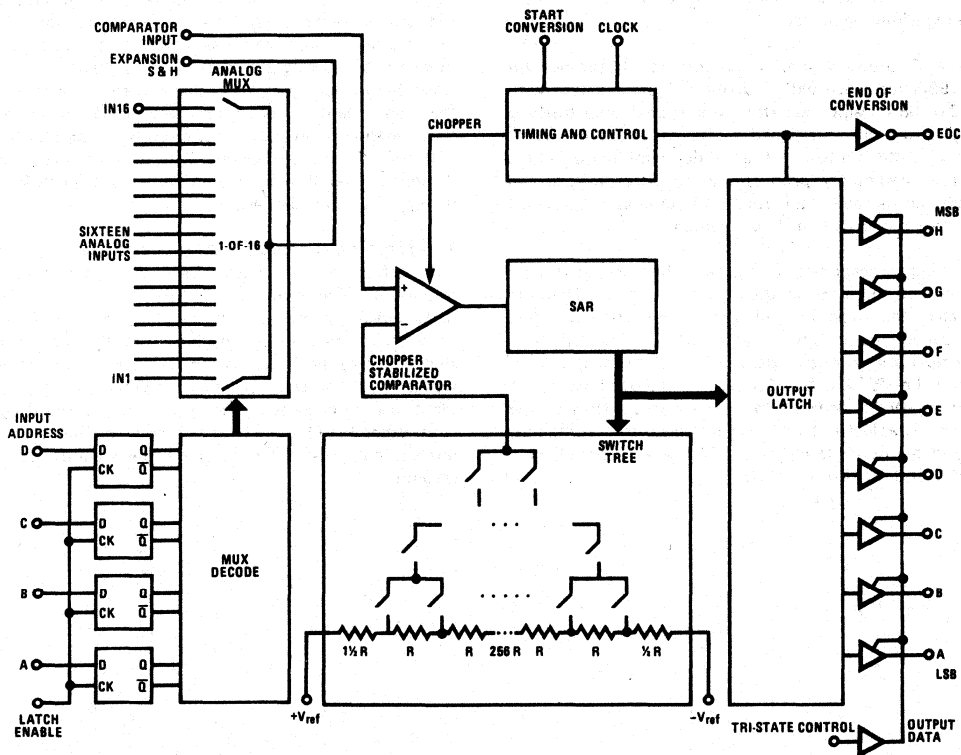 START
CONVERSION
CLOCK
COMPARATOR
INPUT
EXPANSION
S & H
ANALOG
MUX
IN16
SIXTEEN
ANALOG
INPUTS
1-OF-16
IN1
CHOPPER
TIMING AND CONTROL
END OF
CONVERSION
EOC
+
−
CHOPPER
STABILIZED
COMPARATOR
SAR
OUTPUT
LATCH
MSB
H
G
F
E
D
C
B
A
LSB
INPUT
ADDRESS
D
D Q
CK Q̅
C
D Q
CK Q̅
B
D Q
CK Q̅
A
D Q
CK Q̅
LATCH
ENABLE
MUX
DECODE
SWITCH
TREE
1½ R
R
R
256 R
R
R
½ R
+Vref
−Vref
TRI-STATE CONTROL
OUTPUT
DATA